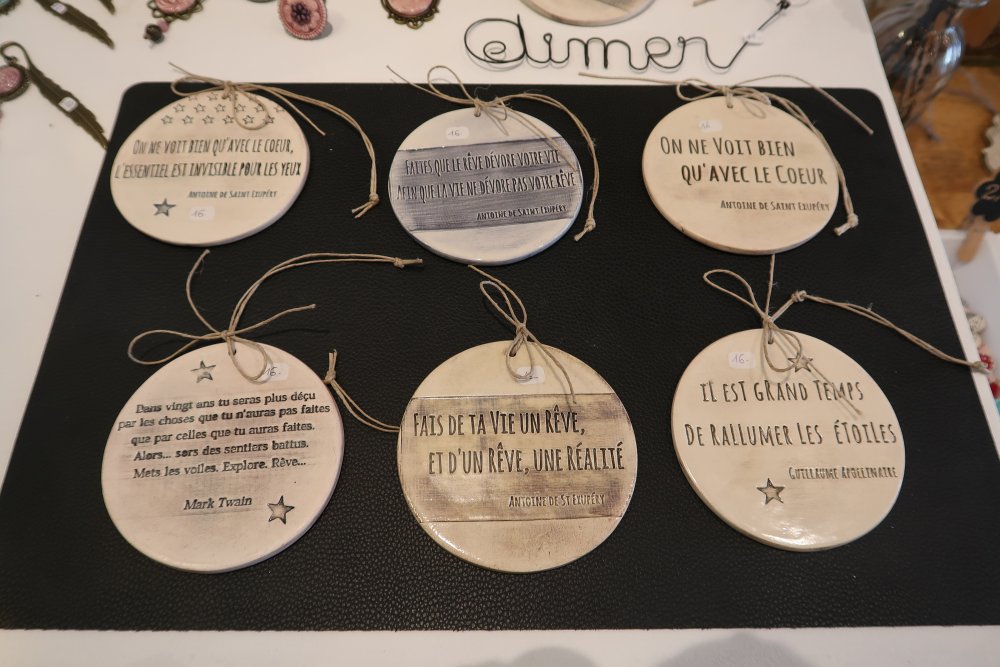 aimer
On ne voit bien qu'avec le coeur,
l'essentiel est invisible pour les yeux
Antoine de Saint Exupéry
16.
16.
Faites que le rêve dévore votre vie
Afin que la vie ne dévore pas votre rêve
Antoine de Saint Exupéry
16
On ne Voit bien
qu'avec le Coeur
Antoine de Saint Exupéry
16.-
Dans vingt ans tu seras plus déçu
par les choses que tu n'auras pas faites
que par celles que tu auras faites.
Alors... sors des sentiers battus.
Mets les voiles. Explore. Rêve...
Mark Twain
16.-
Fais de ta Vie un Rêve,
et d'un Rêve, une Réalité
Antoine de St Exupéry
16.-
il est grand temps
de rallumer les étoiles
Guillaume Apollinaire